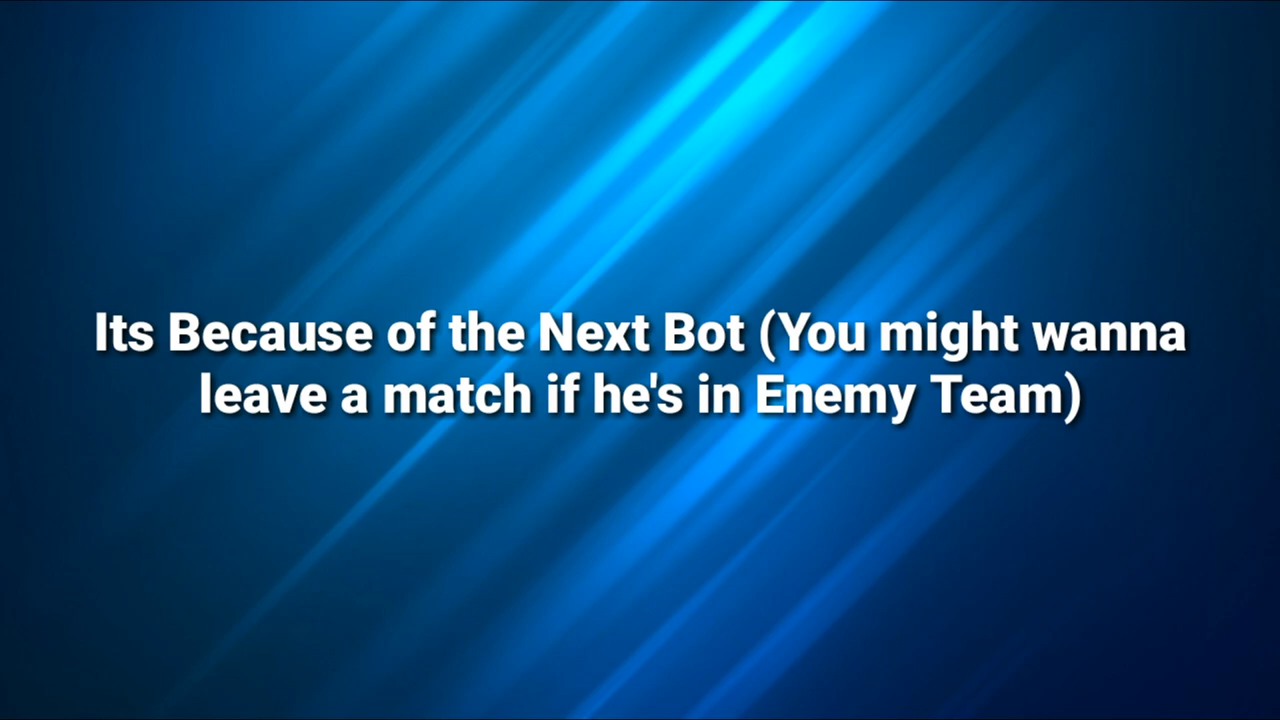 Its Because of the Next Bot (You might wanna
leave a match if he's in Enemy Team)